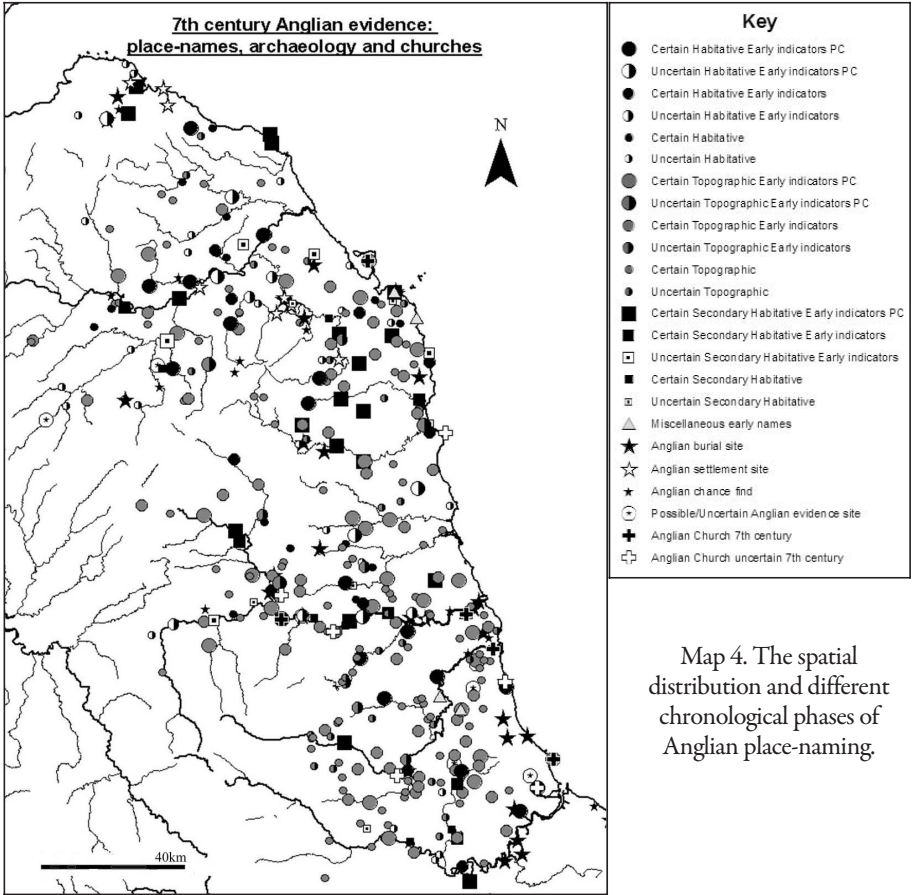 7th century Anglian evidence:
place-names, archaeology and churches
N
40km
Key
Certain Habitative Early indicators PC
Uncertain Habitative Early indicators PC
Certain Habitative Early indicators
Uncertain Habitative Early indicators
Certain Habitative
Uncertain Habitative
Certain Topographic Early indicators PC
Uncertain Topographic Early indicators PC
Certain Topographic Early indicators
Uncertain Topographic Early indicators
Certain Topographic
Uncertain Topographic
Certain Secondary Habitative Early indicators PC
Certain Secondary Habitative Early indicators
Uncertain Secondary Habitative Early indicators
Certain Secondary Habitative
Uncertain Secondary Habitative
Miscellaneous early names
Anglian burial site
Anglian settlement site
Anglian chance find
Possible/Uncertain Anglian evidence site
Anglian Church 7th century
Anglian Church uncertain 7th century
Map 4. The spatial
distribution and different
chronological phases of
Anglian place-naming.